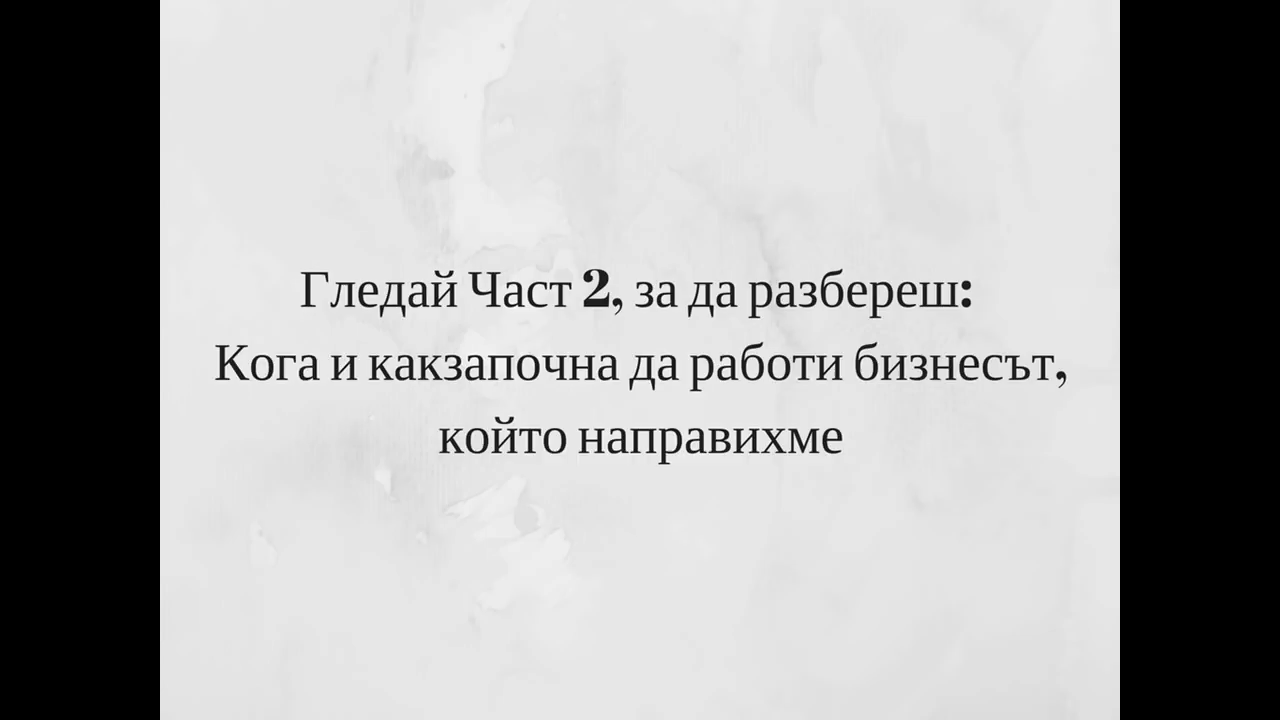 Гледай Част 2, за да разбереш:
Кога и какзапочна да работи бизнесът,
който направихме